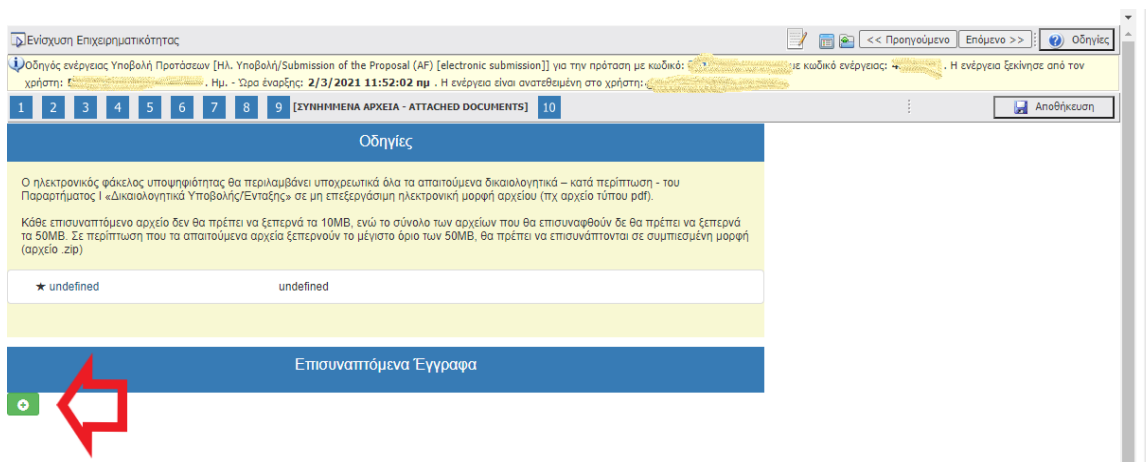 Ενίσχυση Επιχειρηματικότητας
<< Προηγούμενο Επόμενο >> Οδηγίες
Οδηγός ενέργειας Υποβολή Προτάσεων [Ηλ. Υποβολή/Submission of the Proposal (AF) [electronic submission]] για την πρόταση με κωδικό: με κωδικό ενέργειας: . Η ενέργεια ξεκίνησε από τον
χρήστη: . Ημ. - Ώρα έναρξης: 2/3/2021 11:52:02 πμ . Η ενέργεια είναι ανατεθειμένη στο χρήστη:
1 2 3 4 5 6 7 8 9 [ΣΥΝΗΜΜΕΝΑ ΑΡΧΕΙΑ - ATTACHED DOCUMENTS] 10 Αποθήκευση
Οδηγίες
Ο ηλεκτρονικός φάκελος υποψηφιότητας θα περιλαμβάνει υποχρεωτικά όλα τα απαιτούμενα δικαιολογητικά – κατά περίπτωση - του
Παραρτήματος Ι «Δικαιολογητικά Υποβολής/Ένταξης» σε μη επεξεργάσιμη ηλεκτρονική μορφή αρχείου (πχ αρχείο τύπου pdf).
Κάθε επισυναπτόμενο αρχείο δεν θα πρέπει να ξεπερνά τα 10MB, ενώ το σύνολο των αρχείων που θα επισυναφθούν δε θα πρέπει να ξεπερνά
τα 50MB. Σε περίπτωση που τα απαιτούμενα αρχεία ξεπερνούν το μέγιστο όριο των 50MB, θα πρέπει να επισυνάπτονται σε συμπιεσμένη μορφή
(αρχείο .zip)
★ undefined undefined
Επισυναπτόμενα Έγγραφα